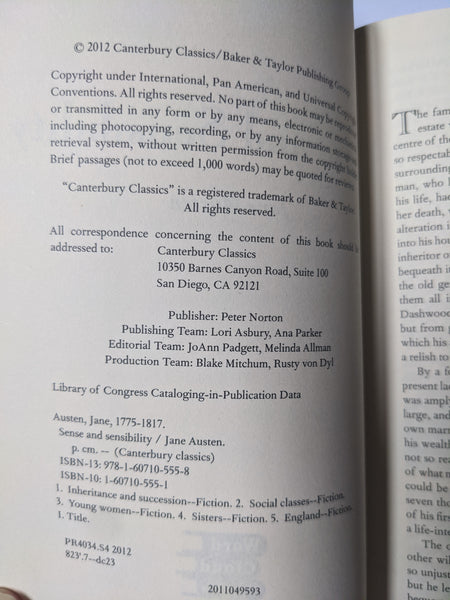 © 2012 Canterbury Classics/Baker & Taylor Publishing Group
Copyright under International, Pan American, and Universal Copyright
Conventions. All rights reserved. No part of this book may be reproduced
or transmitted in any form or by any means, electronic or mechanical,
including photocopying, recording, or by any information storage and
retrieval system, without written permission from the copyright holder.
Brief passages (not to exceed 1,000 words) may be quoted for reviews.
“Canterbury Classics” is a registered trademark of Baker & Taylor.
All rights reserved.
All correspondence concerning the content of this book should be
addressed to: Canterbury Classics
10350 Barnes Canyon Road, Suite 100
San Diego, CA 92121
Publisher: Peter Norton
Publishing Team: Lori Asbury, Ana Parker
Editorial Team: JoAnn Padgett, Melinda Allman
Production Team: Blake Mitchum, Rusty von Dyl
Library of Congress Cataloging-in-Publication Data
Austen, Jane, 1775-1817.
Sense and sensibility / Jane Austen.
p. cm. -- (Canterbury classics)
ISBN-13: 978-1-60710-555-8
ISBN-10: 1-60710-555-1
1. Inheritance and succession--Fiction. 2. Social classes--Fiction.
3. Young women--Fiction. 4. Sisters--Fiction. 5. England--Fiction.
I. Title.
PR4034.S4 2012
823'.7--dc23
2011049593
The fam
estate
centre of the
so respectab
surrounding
man, who l
his life, had
her death,
alteration i
into his hou
inheritor o
bequeath i
the old ge
them all i
Dashwoo
but from
which his
a relish to
By a f
present lac
was ampl
large, and
own marr
his wealth
not so rea
of what m
could be
seven tho
of his first
a life-inte
The o
other will
so unjust
but he le